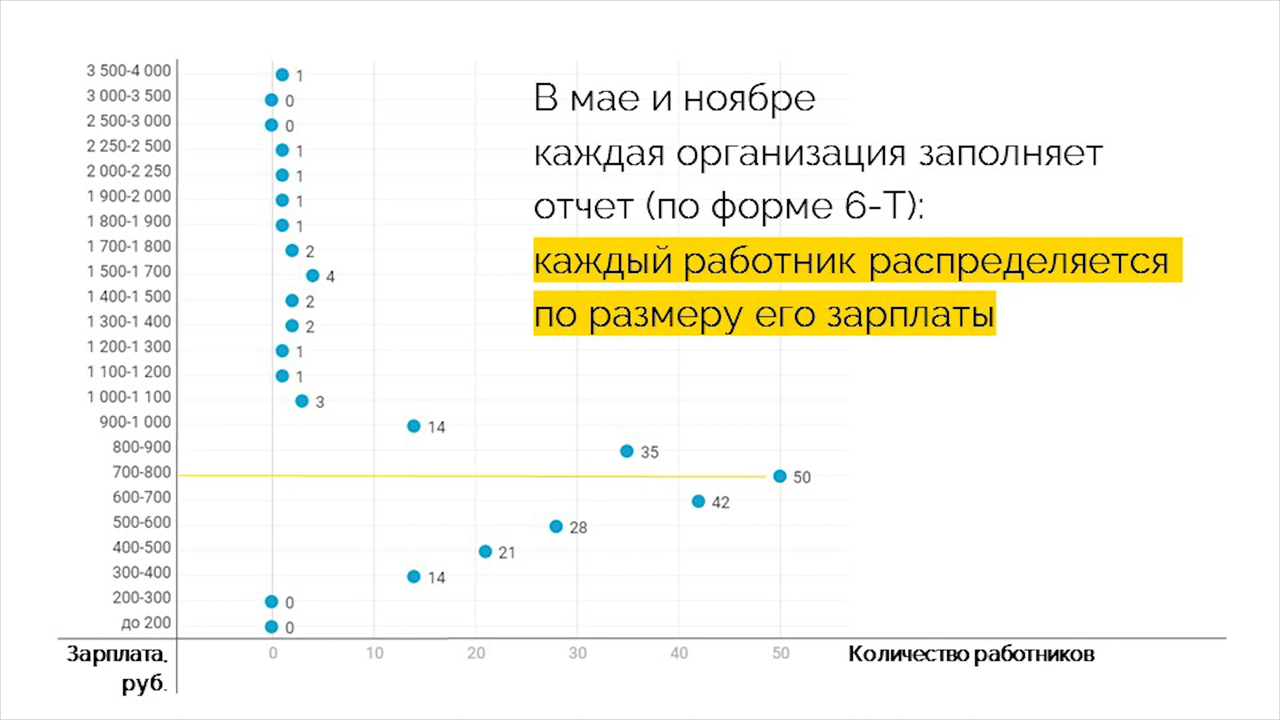 3 500-4 000 1
3 000-3 500 0
2 500-3 000 0
2 250-2 500 1
2 000-2 250 1
1 900-2 000 1
1 800-1 900 1
1 700-1 800 2
1 500-1 700 4
1 400-1 500 2
1 300-1 400 2
1 200-1 300 1
1 100-1 200 1
1 000-1 100 3
900-1 000 14
800-900 35
700-800 50
600-700 42
500-600 28
400-500 21
300-400 14
200-300 0
до 200 0
Зарплата, руб.
0 10 20 30 40 50
Количество работников
В мае и ноябре
каждая организация заполняет
отчет (по форме 6-Т):
каждый работник распределяется
по размеру его зарплаты